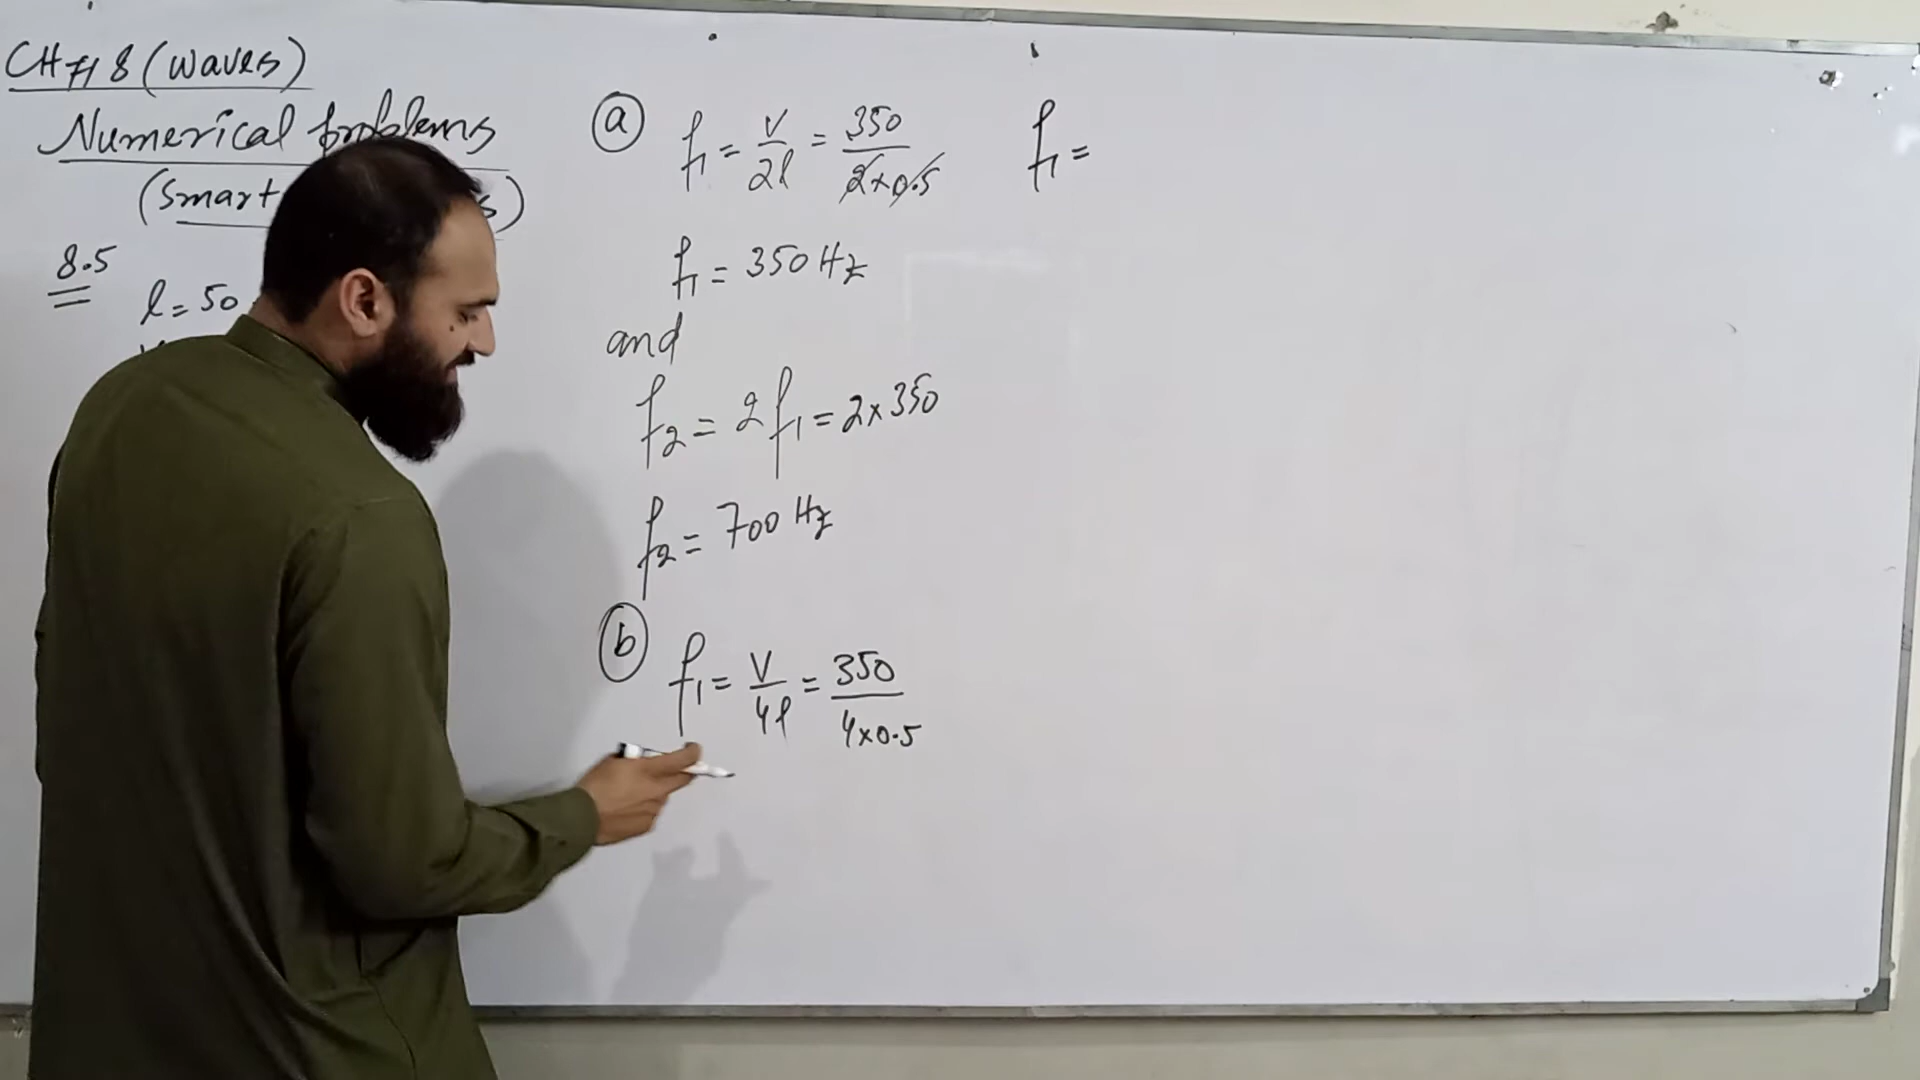 CH # 8 (waves)
Numerical problems
(Smart
8.5
l = 50
(a) f1 = V/2l = 350/2×0.5
f1 = 350 Hz
and
f2 = 2f1 = 2×350
f2 = 700 Hz
(b) f1 = V/4l = 350/4×0.5
f1 =